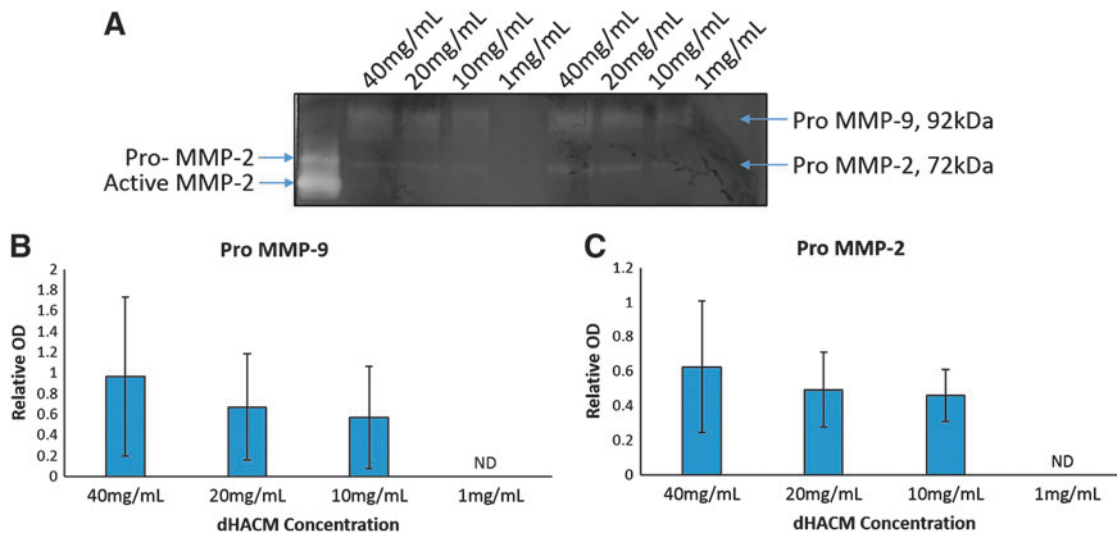 A
40mg/mL 20mg/mL 10mg/mL 1mg/mL 40mg/mL 20mg/mL 10mg/mL 1mg/mL
Pro- MMP-2
Active MMP-2
Pro MMP-9, 92kDa
Pro MMP-2, 72kDa
B
Pro MMP-9
Relative OD
2
1.8
1.6
1.4
1.2
1
0.8
0.6
0.4
0.2
0
ND
40mg/mL 20mg/mL 10mg/mL 1mg/mL
dHACM Concentration
C
Pro MMP-2
Relative OD
1.2
1
0.8
0.6
0.4
0.2
0
ND
40mg/mL 20mg/mL 10mg/mL 1mg/mL
dHACM Concentration